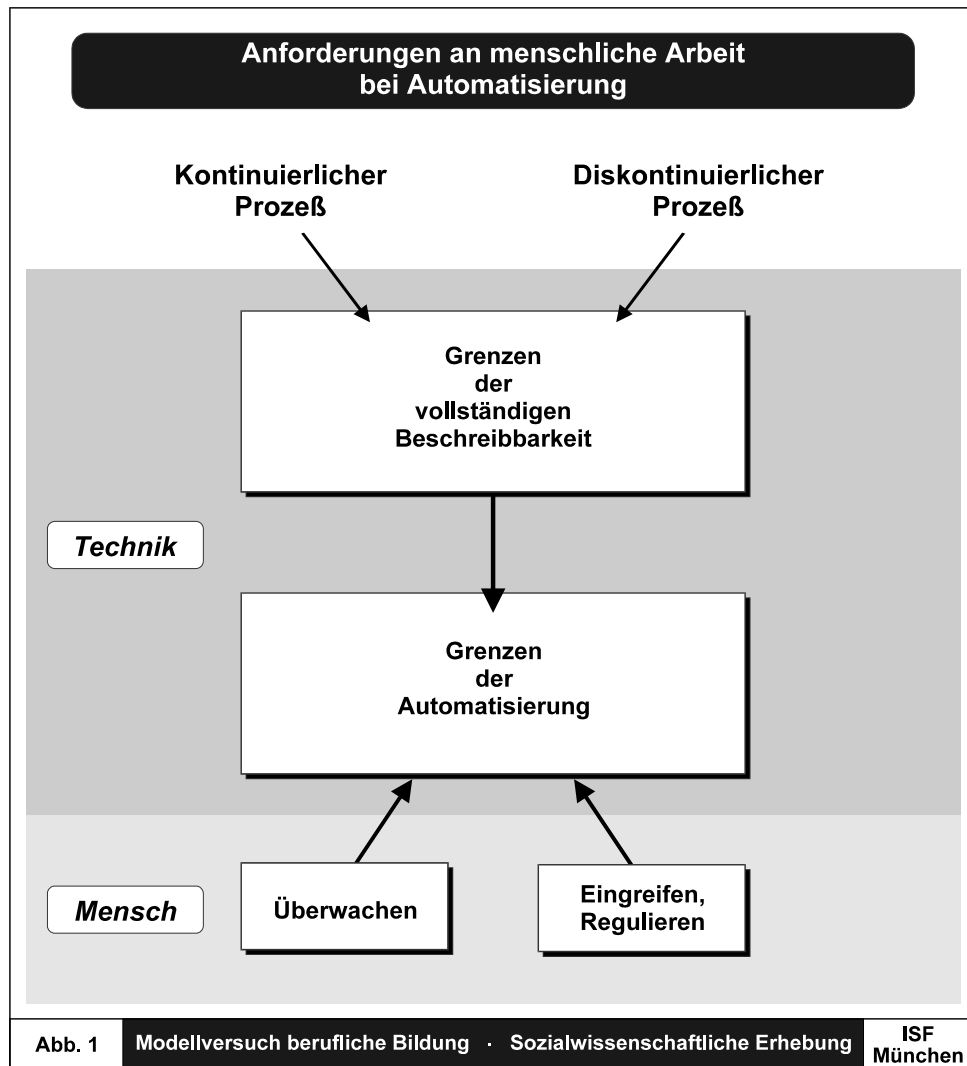 Anforderungen an menschliche Arbeit
bei Automatisierung
Kontinuierlicher
Prozeß
Diskontinuierlicher
Prozeß
Grenzen
der
vollständigen
Beschreibbarkeit
Technik
Grenzen
der
Automatisierung
Mensch
Überwachen
Eingreifen,
Regulieren
Abb. 1
Modellversuch berufliche Bildung · Sozialwissenschaftliche Erhebung
ISF
München